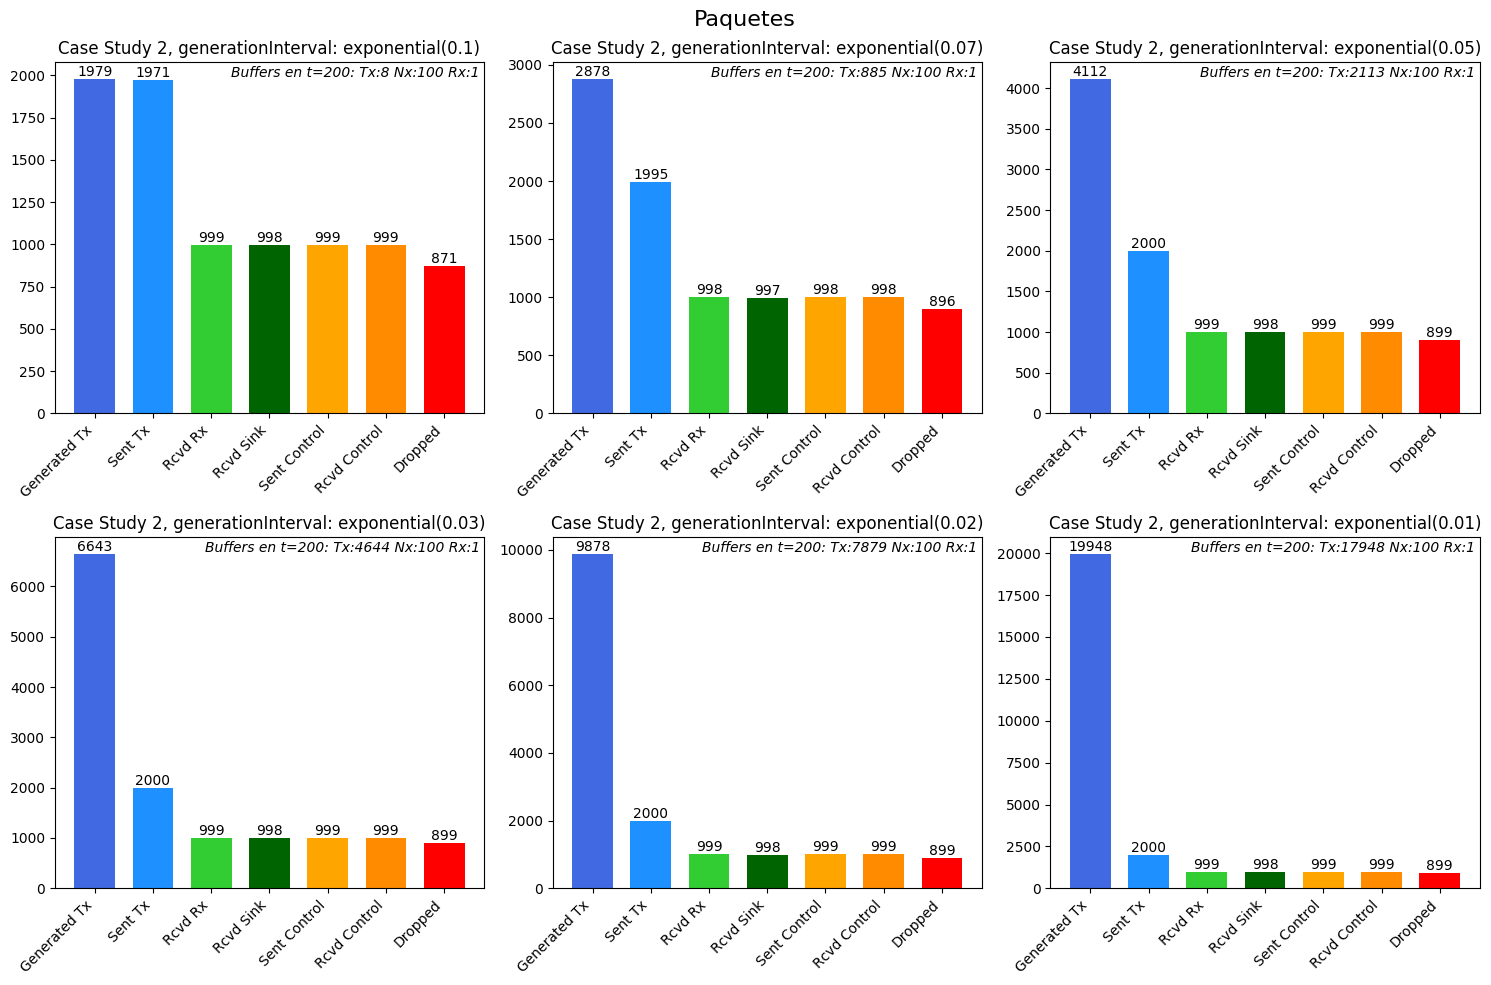 Paquetes
Case Study 2, generationInterval: exponential(0.1)
Buffers en t=200: Tx:8 Nx:100 Rx:1
2000
1750
1500
1250
1000
750
500
250
0
1979
1971
999
998
999
999
871
Generated Tx
Sent Tx
Rcvd Rx
Rcvd Sink
Sent Control
Rcvd Control
Dropped
Case Study 2, generationInterval: exponential(0.07)
Buffers en t=200: Tx:885 Nx:100 Rx:1
3000
2500
2000
1500
1000
500
0
2878
1995
998
997
998
998
896
Generated Tx
Sent Tx
Rcvd Rx
Rcvd Sink
Sent Control
Rcvd Control
Dropped
Case Study 2, generationInterval: exponential(0.05)
Buffers en t=200: Tx:2113 Nx:100 Rx:1
4000
3500
3000
2500
2000
1500
1000
500
0
4112
2000
999
998
999
999
899
Generated Tx
Sent Tx
Rcvd Rx
Rcvd Sink
Sent Control
Rcvd Control
Dropped
Case Study 2, generationInterval: exponential(0.03)
Buffers en t=200: Tx:4644 Nx:100 Rx:1
6000
5000
4000
3000
2000
1000
0
6643
2000
999
998
999
999
899
Generated Tx
Sent Tx
Rcvd Rx
Rcvd Sink
Sent Control
Rcvd Control
Dropped
Case Study 2, generationInterval: exponential(0.02)
Buffers en t=200: Tx:7879 Nx:100 Rx:1
10000
8000
6000
4000
2000
0
9878
2000
999
998
999
999
899
Generated Tx
Sent Tx
Rcvd Rx
Rcvd Sink
Sent Control
Rcvd Control
Dropped
Case Study 2, generationInterval: exponential(0.01)
Buffers en t=200: Tx:17948 Nx:100 Rx:1
20000
17500
15000
12500
10000
7500
5000
2500
0
19948
2000
999
998
999
999
899
Generated Tx
Sent Tx
Rcvd Rx
Rcvd Sink
Sent Control
Rcvd Control
Dropped